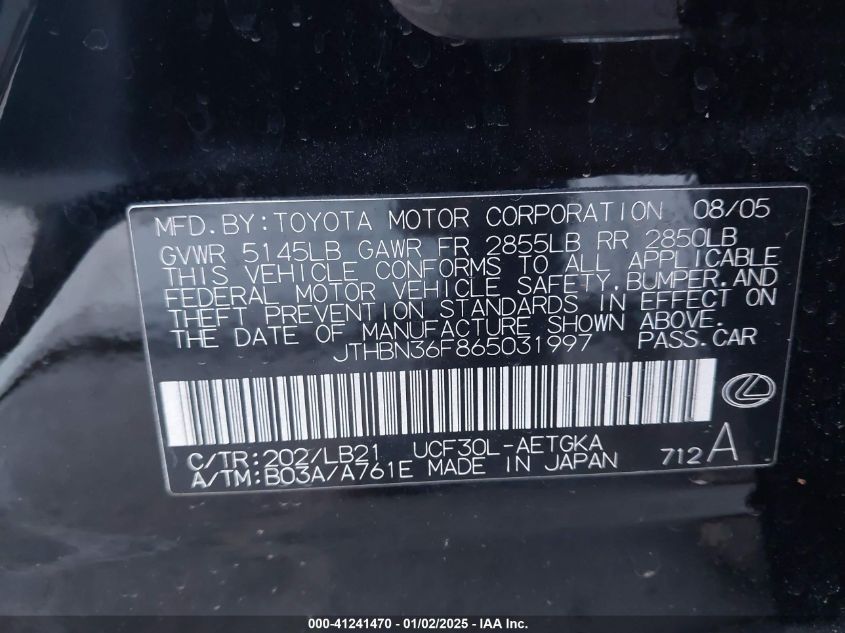 MFD.BY:TOYOTA MOTOR CORPORATION 08/05
GVWR 5145LB GAWR FR 2855LB RR 2850LB
THIS VEHICLE CONFORMS TO ALL APPLICABLE
FEDERAL MOTOR VEHICLE SAFETY,BUMPER,AND
THEFT PREVENTION STANDARDS IN EFFECT ON
THE DATE OF MANUFACTURE SHOWN ABOVE.
JTHBN36F865031997 PASS.CAR
C/TR:202/LB21 UCF30L-AETGKA
A/TM:B03A/A761E MADE IN JAPAN 712A
000-41241470 - 01/02/2025 - IAA Inc.